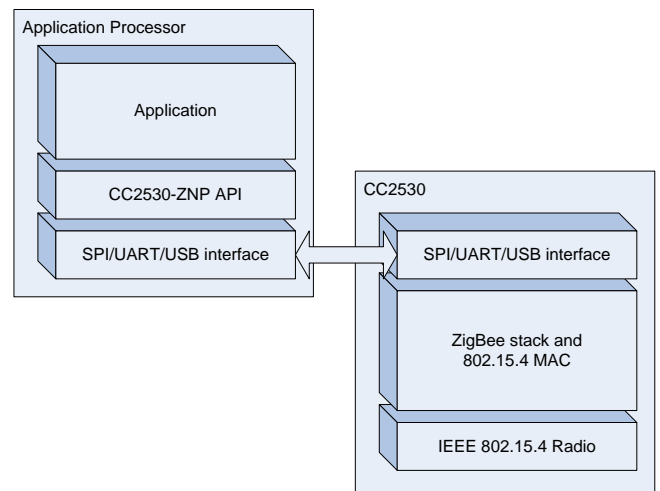 Application Processor
Application
CC2530-ZNP API
SPI/UART/USB interface
CC2530
SPI/UART/USB interface
ZigBee stack and
802.15.4 MAC
IEEE 802.15.4 Radio